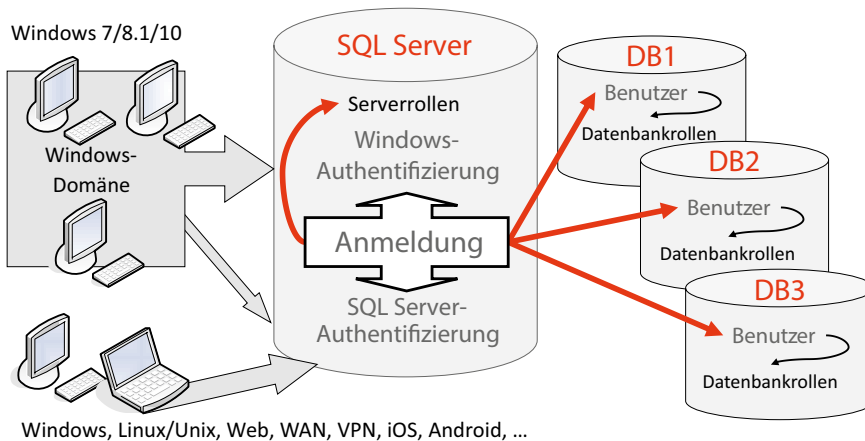 Windows 7/8.1/10
Windows-
Domäne
SQL Server
Serverrollen
Windows-
Authentifizierung
Anmeldung
SQL Server-
Authentifizierung
DB1
Benutzer
Datenbankrollen
DB2
Benutzer
Datenbankrollen
DB3
Benutzer
Datenbankrollen
Windows, Linux/Unix, Web, WAN, VPN, iOS, Android, ...